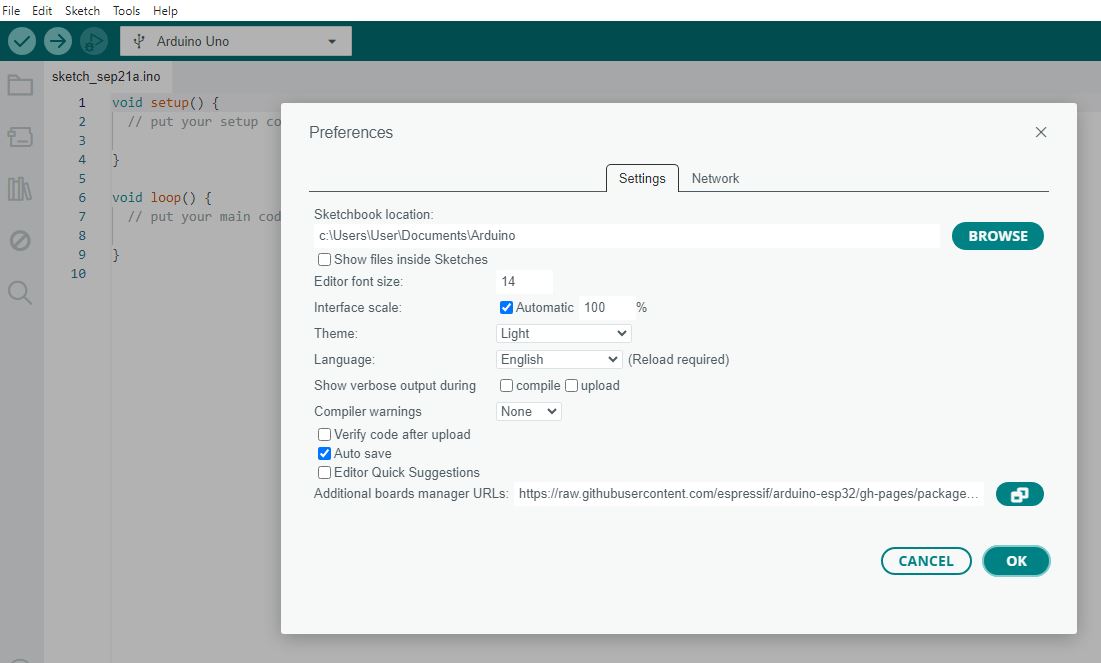 File Edit Sketch Tools Help
Arduino Uno
sketch_sep21a.ino
1 void setup() {
2 // put your setup co
3
4 }
5
6 void loop() {
7 // put your main cod
8
9 }
10
Preferences
Settings Network
Sketchbook location:
c:\Users\User\Documents\Arduino
BROWSE
Show files inside Sketches
Editor font size: 14
Interface scale: Automatic 100 %
Theme: Light
Language: English (Reload required)
Show verbose output during compile upload
Compiler warnings None
Verify code after upload
Auto save
Editor Quick Suggestions
Additional boards manager URLs: https://raw.githubusercontent.com/espressif/arduino-esp32/gh-pages/package...
CANCEL OK